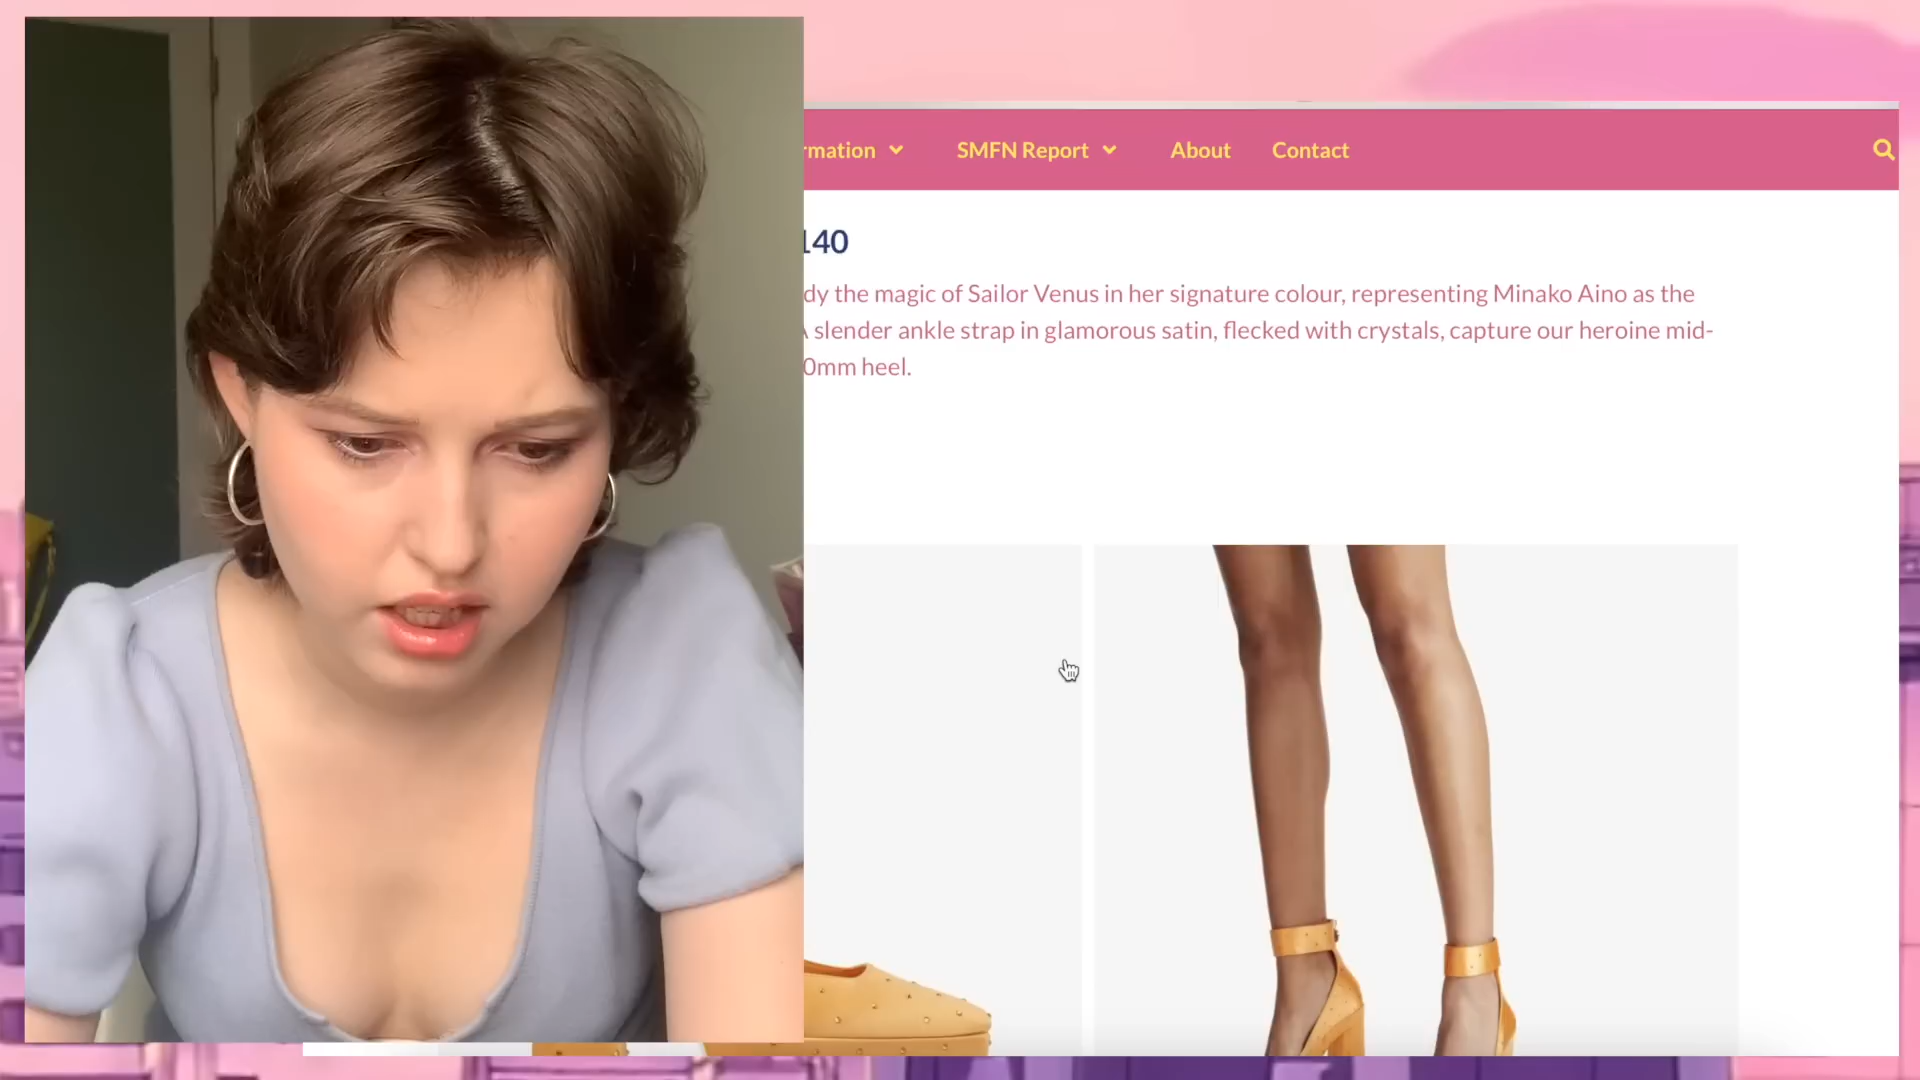 rmation
SMFN Report
About
Contact
140
dy the magic of Sailor Venus in her signature colour, representing Minako Aino as the
slender ankle strap in glamorous satin, flecked with crystals, capture our heroine mid-
0mm heel.